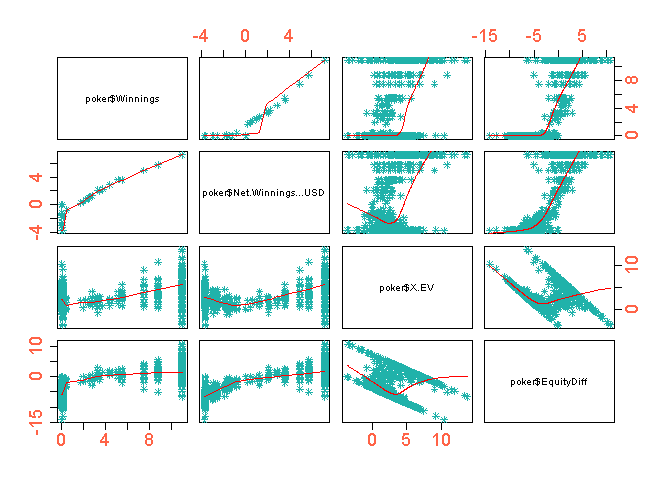 -4 0 4 -15 -5 5
poker$Winnings
0 4 8
-4 0 4
poker$Net.Winnings...USD
poker$X.EV
0 5 10
-15 0 10
poker$EquityDiff
0 4 8 0 5 10